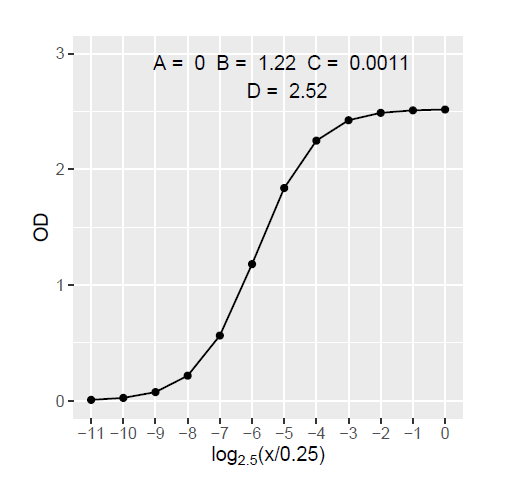 A = 0 B = 1.22 C = 0.0011
D = 2.52
3
2
1
0
OD
−11 −10 −9 −8 −7 −6 −5 −4 −3 −2 −1 0
log₂.₅(x/0.25)